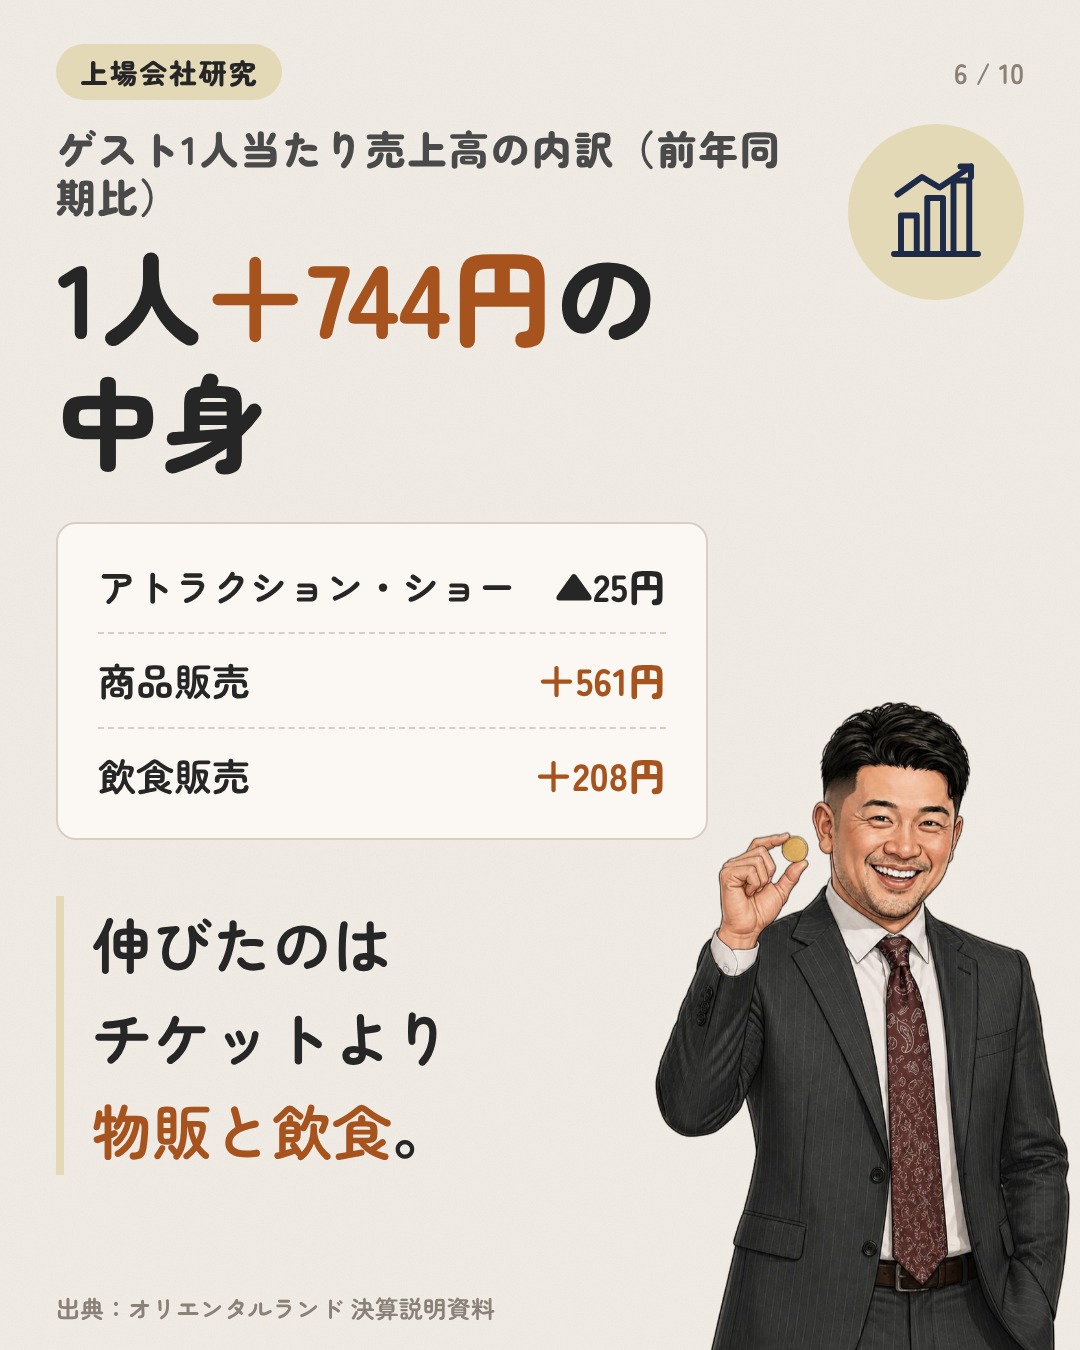 上場会社研究
6 / 10
ゲスト1人当たり売上高の内訳（前年同
期比）
1人＋744円の
中身
アトラクション・ショー ▲25円
商品販売 ＋561円
飲食販売 ＋208円
伸びたのは
チケットより
物販と飲食。
出典：オリエンタルランド 決算説明資料